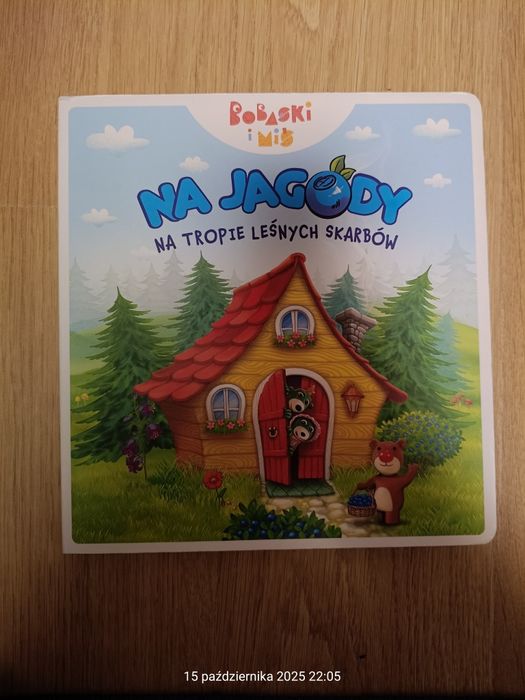 BOBASKI
i MiŚ
NA JAGODY
NA TROPIE LEŚNYCH SKARBÓW
15 października 2025 22:05